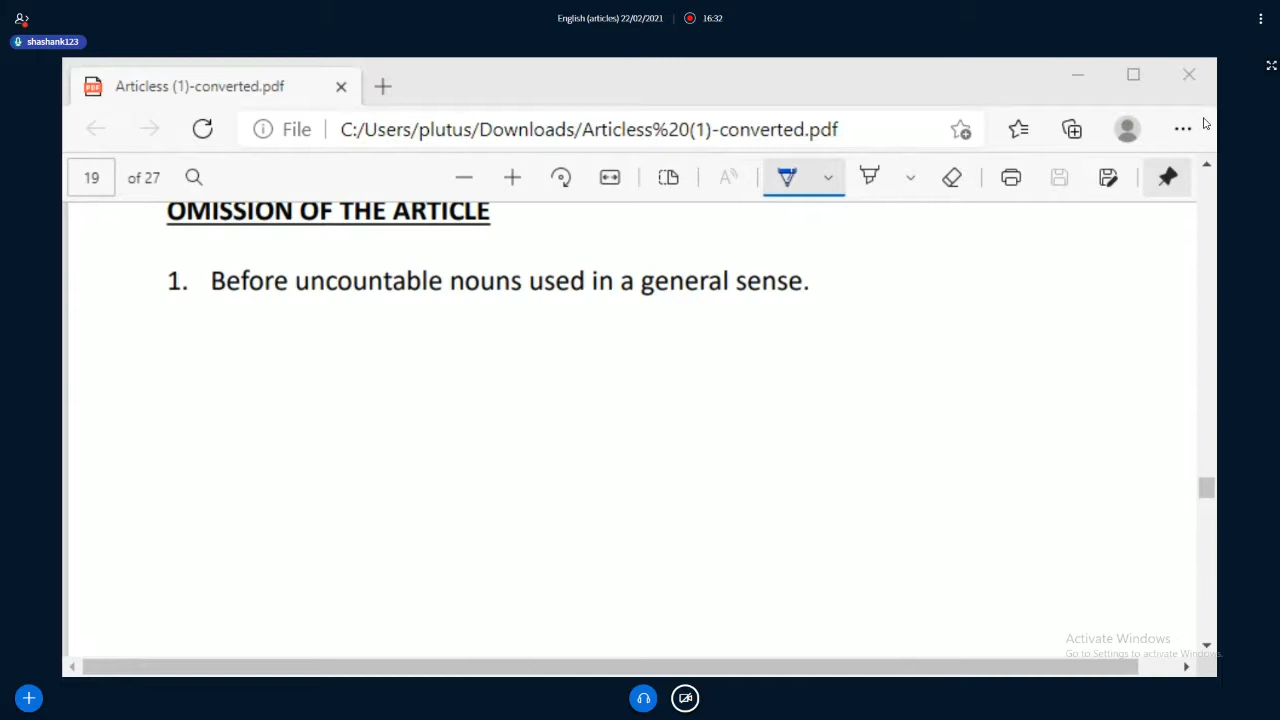 English (articles) 22/02/2021 16:32
shashank123
Articless (1)-converted.pdf
File C:/Users/plutus/Downloads/Articless%20(1)-converted.pdf
19 of 27
OMISSION OF THE ARTICLE
1. Before uncountable nouns used in a general sense.
Activate Windows
Go to Settings to activate Windows.